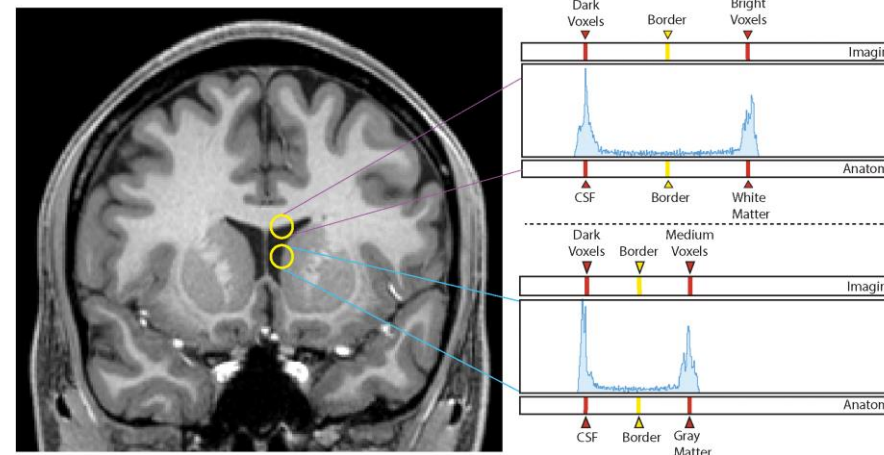 Dark Border Bright
Voxels Voxels
Imagin
Anaton
CSF Border White
Matter
Dark Border Medium
Voxels Voxels
Imagin
Anaton
CSF Border Gray
Matter